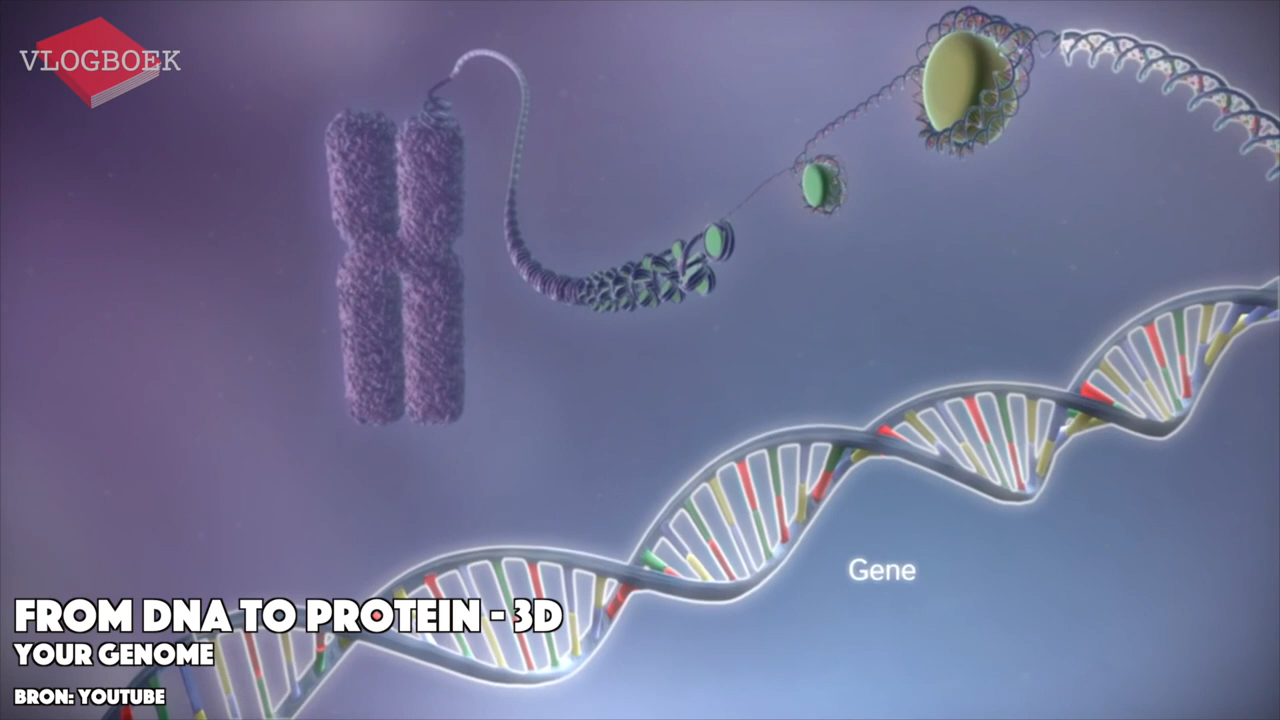 VLOGBOEK
Gene
FROM DNA TO PROTEIN - 3D
YOUR GENOME
BRON: YOUTUBE